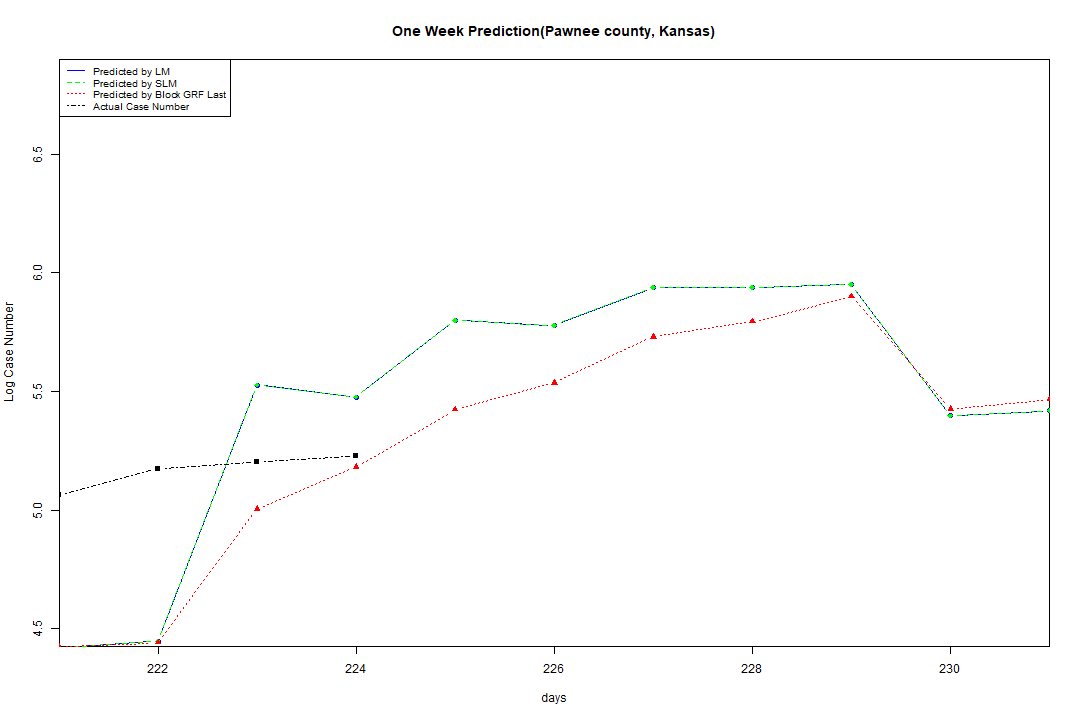 One Week Prediction(Pawnee county, Kansas)
Predicted by LM
Predicted by SLM
Predicted by Block GRF Last
Actual Case Number
6.5
6.0
5.5
5.0
4.5
Log Case Number
222 224 226 228 230
days